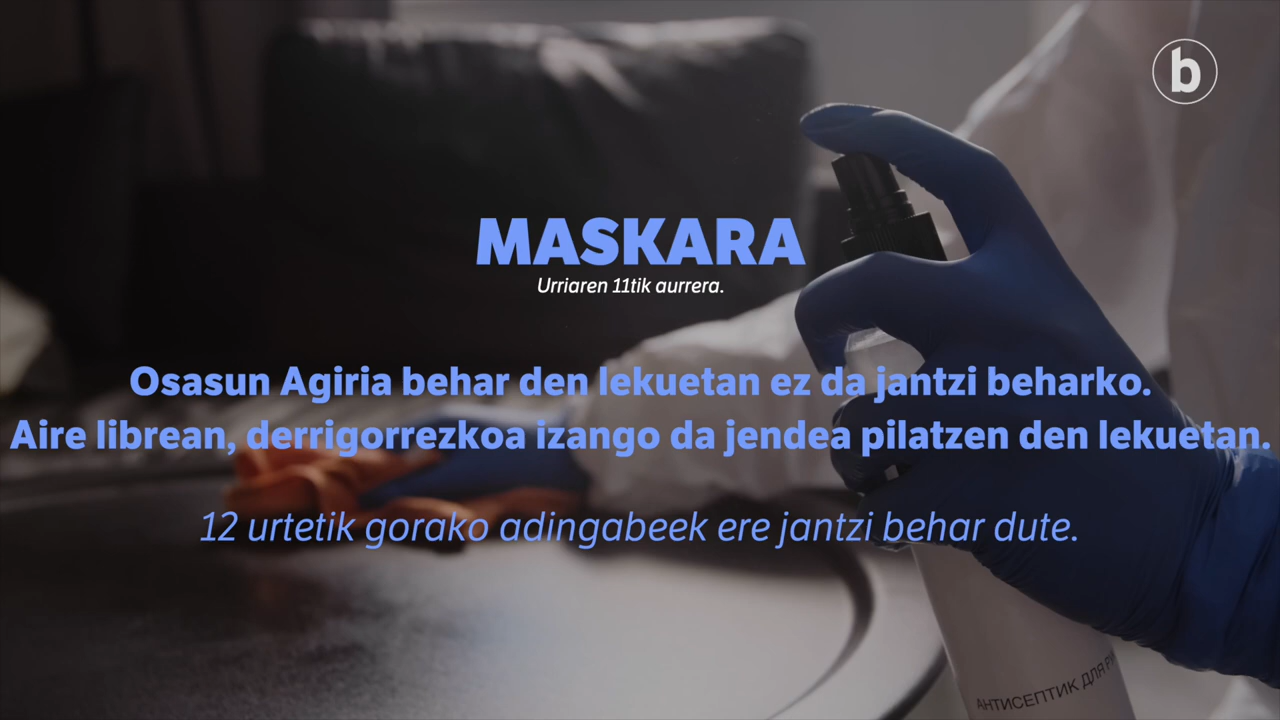 b
MASKARA
Urriaren 11tik aurrera.
Osasun Agiria behar den lekuetan ez da jantzi beharko.
Aire librean, derrigorrezkoa izango da jendea pilatzen den lekuetan.
12 urtetik gorako adingabeek ere jantzi behar dute.
АНТИСЕПТИК ДЛЯ